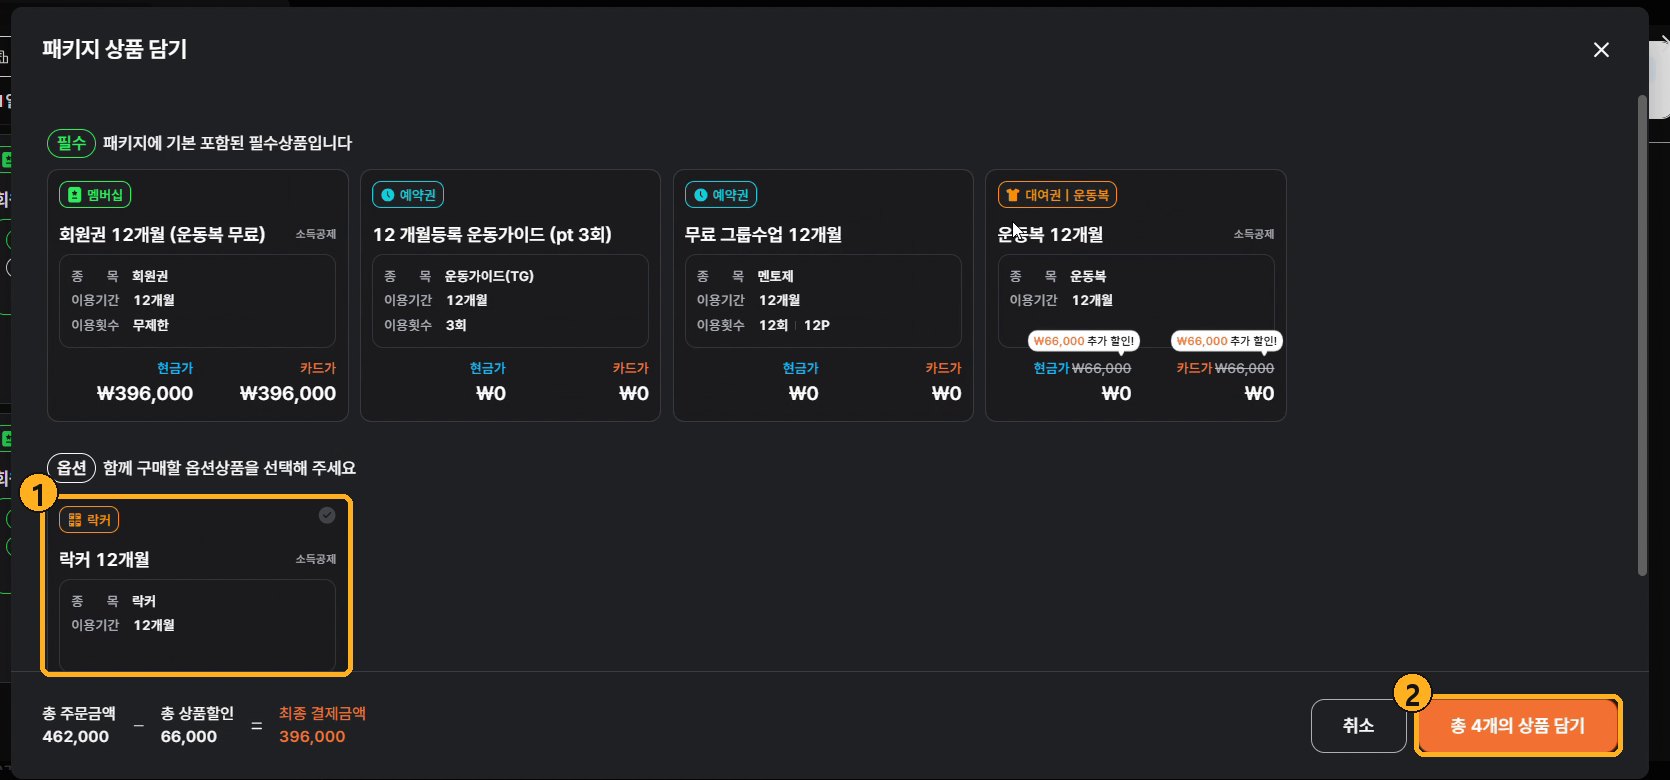 패키지 상품 담기
필수 패키지에 기본 포함된 필수상품입니다
멤버십
회원권 12개월 (운동복 무료) 소득공제
종 목 회원권
이용기간 12개월
이용횟수 무제한
현금가 카드가
₩396,000 ₩396,000
예약권
12 개월등록 운동가이드 (pt 3회)
종 목 운동가이드(TG)
이용기간 12개월
이용횟수 3회
현금가 카드가
₩0 ₩0
예약권
무료 그룹수업 12개월
종 목 멘토제
이용기간 12개월
이용횟수 12회 12P
현금가 카드가
₩0 ₩0
대여권 | 운동복
운동복 12개월 소득공제
종 목 운동복
이용기간 12개월
₩66,000 추가 할인! ₩66,000 추가 할인!
현금가 ₩66,000 카드가 ₩66,000
₩0 ₩0
옵션 함께 구매할 옵션상품을 선택해 주세요
1
락커
락커 12개월 소득공제
종 목 락커
이용기간 12개월
총 주문금액 총 상품할인 최종 결제금액
462,000 – 66,000 = 396,000
취소
2
총 4개의 상품 담기